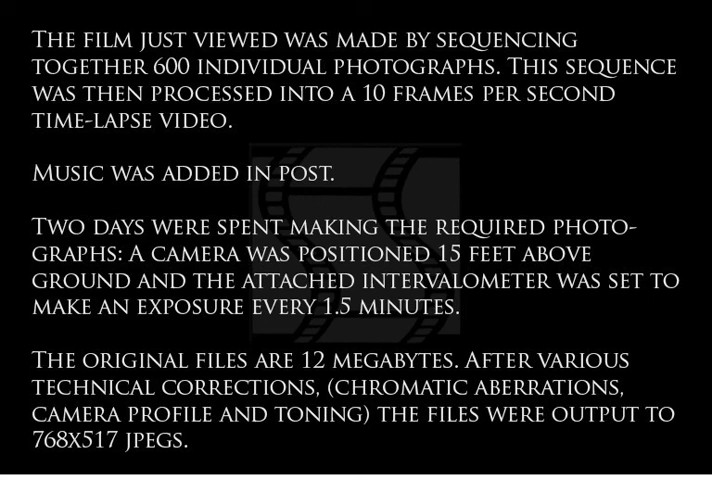 The film just viewed was made by sequencing
together 600 individual photographs. This sequence
was then processed into a 10 frames per second
time-lapse video.
Music was added in post.
Two days were spent making the required photo-
graphs: A camera was positioned 15 feet above
ground and the attached intervalometer was set to
make an exposure every 1.5 minutes.
The original files are 12 megabytes. After various
technical corrections, (chromatic aberrations,
camera profile and toning) the files were output to
768x517 jpegs.